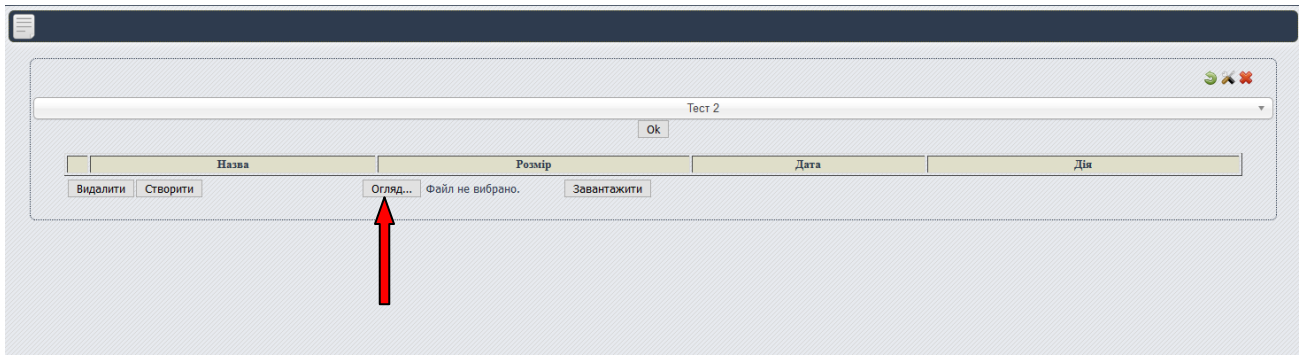 Тест 2
Ok
Назва Розмір Дата Дія
Видалити Створити Огляд... Файл не вибрано. Завантажити